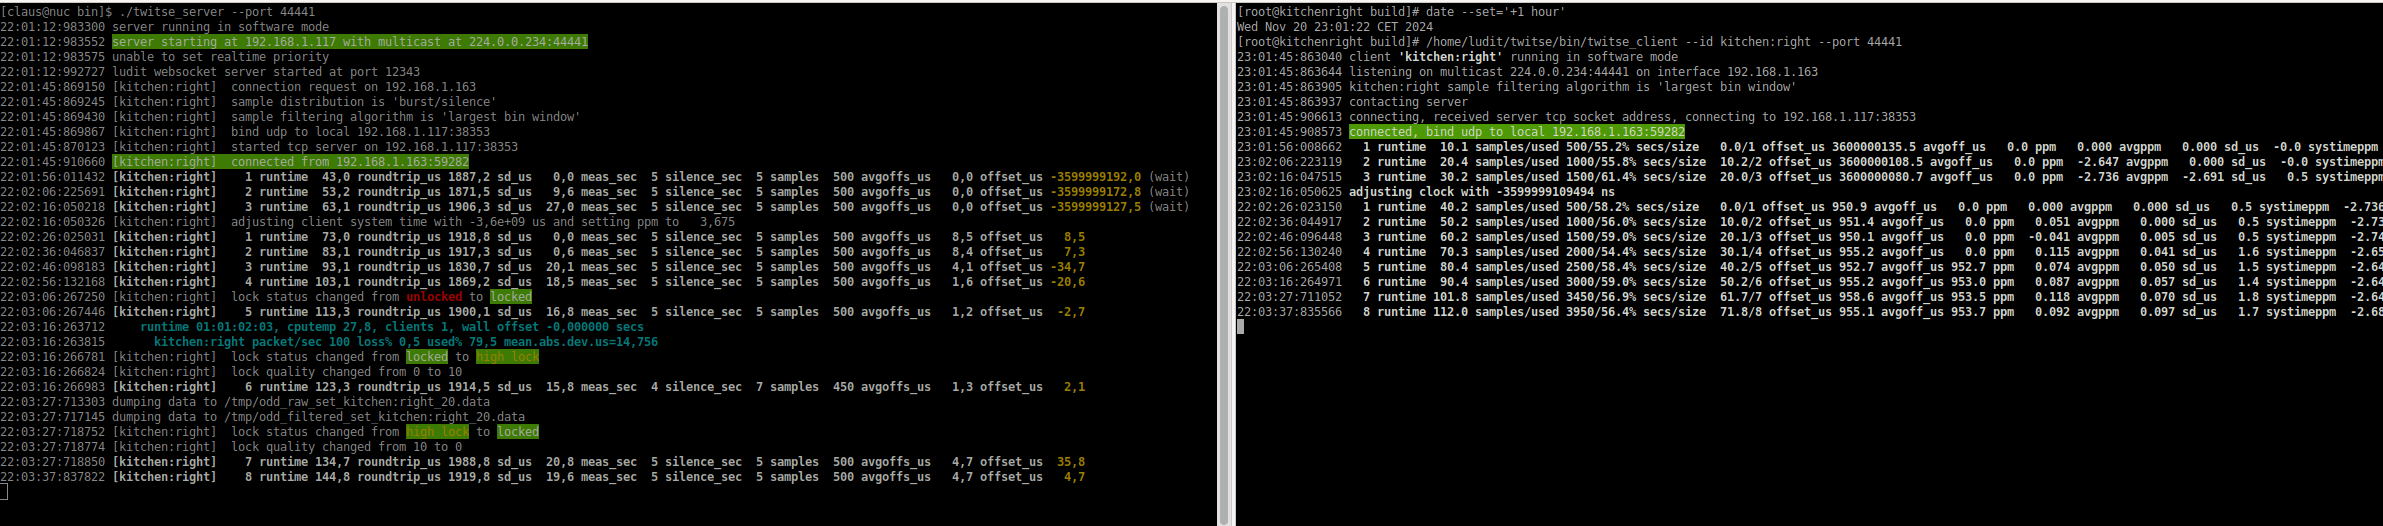 [claus@nuc bin]$ ./twitse_server --port 44441
22:01:12:983300 server running in software mode
22:01:12:983552 server starting at 192.168.1.117 with multicast at 224.0.0.234:44441
22:01:12:983575 unable to set realtime priority
22:01:12:992727 ludit websocket server started at port 12343
22:01:45:869150 [kitchen:right]  connection request on 192.168.1.163
22:01:45:869245 [kitchen:right]  sample distribution is 'burst/silence'
22:01:45:869430 [kitchen:right]  sample filtering algorithm is 'largest bin window'
22:01:45:869867 [kitchen:right]  bind udp to local 192.168.1.117:38353
22:01:45:870123 [kitchen:right]  started tcp server on 192.168.1.117:38353
22:01:45:910660 [kitchen:right]  connected from 192.168.1.163:59282
22:01:56:011432 [kitchen:right]    1 runtime  43,0 roundtrip_us 1887,2 sd_us   0,0 meas_sec  5 silence_sec  5 samples  500 avgoffs_us   0,0 offset_us -3599999192,0 (wait)
22:02:06:225691 [kitchen:right]    2 runtime  53,2 roundtrip_us 1871,5 sd_us   9,6 meas_sec  5 silence_sec  5 samples  500 avgoffs_us   0,0 offset_us -3599999172,8 (wait)
22:02:16:050218 [kitchen:right]    3 runtime  63,1 roundtrip_us 1906,3 sd_us  27,0 meas_sec  5 silence_sec  5 samples  500 avgoffs_us   0,0 offset_us -3599999127,5 (wait)
22:02:16:050326 [kitchen:right]  adjusting client system time with -3,6e+09 us and setting ppm to   3,675
22:02:26:025031 [kitchen:right]    1 runtime  73,0 roundtrip_us 1918,8 sd_us   0,0 meas_sec  5 silence_sec  5 samples  500 avgoffs_us   8,5 offset_us   8,5
22:02:36:046837 [kitchen:right]    2 runtime  83,1 roundtrip_us 1917,3 sd_us   0,6 meas_sec  5 silence_sec  5 samples  500 avgoffs_us   8,4 offset_us   7,3
22:02:46:098183 [kitchen:right]    3 runtime  93,1 roundtrip_us 1830,7 sd_us  20,1 meas_sec  5 silence_sec  5 samples  500 avgoffs_us   4,1 offset_us -34,7
22:02:56:132168 [kitchen:right]    4 runtime 103,1 roundtrip_us 1869,2 sd_us  18,5 meas_sec  5 silence_sec  5 samples  500 avgoffs_us   1,6 offset_us -20,6
22:03:06:267250 [kitchen:right]  lock status changed from unlocked to locked
22:03:06:267446 [kitchen:right]    5 runtime 113,3 roundtrip_us 1900,1 sd_us  16,8 meas_sec  5 silence_sec  5 samples  500 avgoffs_us   1,2 offset_us  -2,7
22:03:16:263712     runtime 01:01:02:03, cputemp 27,8, clients 1, wall offset -0,000000 secs
22:03:16:263815       kitchen:right packet/sec 100 loss% 0,5 used% 79,5 mean.abs.dev.us=14,756
22:03:16:266781 [kitchen:right]  lock status changed from locked to high lock
22:03:16:266824 [kitchen:right]  lock quality changed from 0 to 10
22:03:16:266983 [kitchen:right]    6 runtime 123,3 roundtrip_us 1914,5 sd_us  15,8 meas_sec  4 silence_sec  7 samples  450 avgoffs_us   1,3 offset_us   2,1
22:03:27:713303 dumping data to /tmp/odd_raw_set_kitchen:right_20.data
22:03:27:717145 dumping data to /tmp/odd_filtered_set_kitchen:right_20.data
22:03:27:718752 [kitchen:right]  lock status changed from high lock to locked
22:03:27:718774 [kitchen:right]  lock quality changed from 10 to 0
22:03:27:718850 [kitchen:right]    7 runtime 134,7 roundtrip_us 1988,8 sd_us  20,8 meas_sec  5 silence_sec  5 samples  500 avgoffs_us   4,7 offset_us  35,8
22:03:37:837822 [kitchen:right]    8 runtime 144,8 roundtrip_us 1919,8 sd_us  19,6 meas_sec  5 silence_sec  5 samples  500 avgoffs_us   4,7 offset_us   4,7
[root@kitchenright build]# date --set='+1 hour'
Wed Nov 20 23:01:22 CET 2024
[root@kitchenright build]# /home/ludit/twitse/bin/twitse_client --id kitchen:right --port 44441
23:01:45:863040 client 'kitchen:right' running in software mode
23:01:45:863644 listening on multicast 224.0.0.234:44441 on interface 192.168.1.163
23:01:45:863905 kitchen:right sample filtering algorithm is 'largest bin window'
23:01:45:863937 contacting server
23:01:45:906613 connecting, received server tcp socket address, connecting to 192.168.1.117:38353
23:01:45:908573 connected, bind udp to local 192.168.1.163:59282
23:01:56:008662   1 runtime  10.1 samples/used 500/55.2% secs/size   0.0/1 offset_us 3600000135.5 avgoff_us   0.0 ppm   0.000 avgppm   0.000 sd_us  -0.0 systimeppm
23:02:06:223119   2 runtime  20.4 samples/used 1000/55.8% secs/size  10.2/2 offset_us 3600000108.5 avgoff_us   0.0 ppm  -2.647 avgppm   0.000 sd_us  -0.0 systimeppm
23:02:16:047515   3 runtime  30.2 samples/used 1500/61.4% secs/size  20.0/3 offset_us 3600000080.7 avgoff_us   0.0 ppm  -2.736 avgppm  -2.691 sd_us   0.5 systimeppm
23:02:16:050625 adjusting clock with -3599999109494 ns
22:02:26:023150   1 runtime  40.2 samples/used 500/58.2% secs/size   0.0/1 offset_us 950.9 avgoff_us   0.0 ppm   0.000 avgppm   0.000 sd_us   0.5 systimeppm  -2.736
22:02:36:044917   2 runtime  50.2 samples/used 1000/56.0% secs/size  10.0/2 offset_us 951.4 avgoff_us   0.0 ppm   0.051 avgppm   0.000 sd_us   0.5 systimeppm  -2.73
22:02:46:096448   3 runtime  60.2 samples/used 1500/59.0% secs/size  20.1/3 offset_us 950.1 avgoff_us   0.0 ppm  -0.041 avgppm   0.005 sd_us   0.5 systimeppm  -2.74
22:02:56:130240   4 runtime  70.3 samples/used 2000/54.4% secs/size  30.1/4 offset_us 955.2 avgoff_us   0.0 ppm   0.115 avgppm   0.041 sd_us   1.6 systimeppm  -2.65
22:03:06:265408   5 runtime  80.4 samples/used 2500/58.4% secs/size  40.2/5 offset_us 952.7 avgoff_us 952.7 ppm   0.074 avgppm   0.050 sd_us   1.5 systimeppm  -2.64
22:03:16:264971   6 runtime  90.4 samples/used 3000/59.0% secs/size  50.2/6 offset_us 955.2 avgoff_us 953.0 ppm   0.087 avgppm   0.057 sd_us   1.4 systimeppm  -2.64
22:03:27:711052   7 runtime 101.8 samples/used 3450/56.9% secs/size  61.7/7 offset_us 958.6 avgoff_us 953.5 ppm   0.118 avgppm   0.070 sd_us   1.8 systimeppm  -2.64
22:03:37:835566   8 runtime 112.0 samples/used 3950/56.4% secs/size  71.8/8 offset_us 955.1 avgoff_us 953.7 ppm   0.092 avgppm   0.097 sd_us   1.7 systimeppm  -2.68